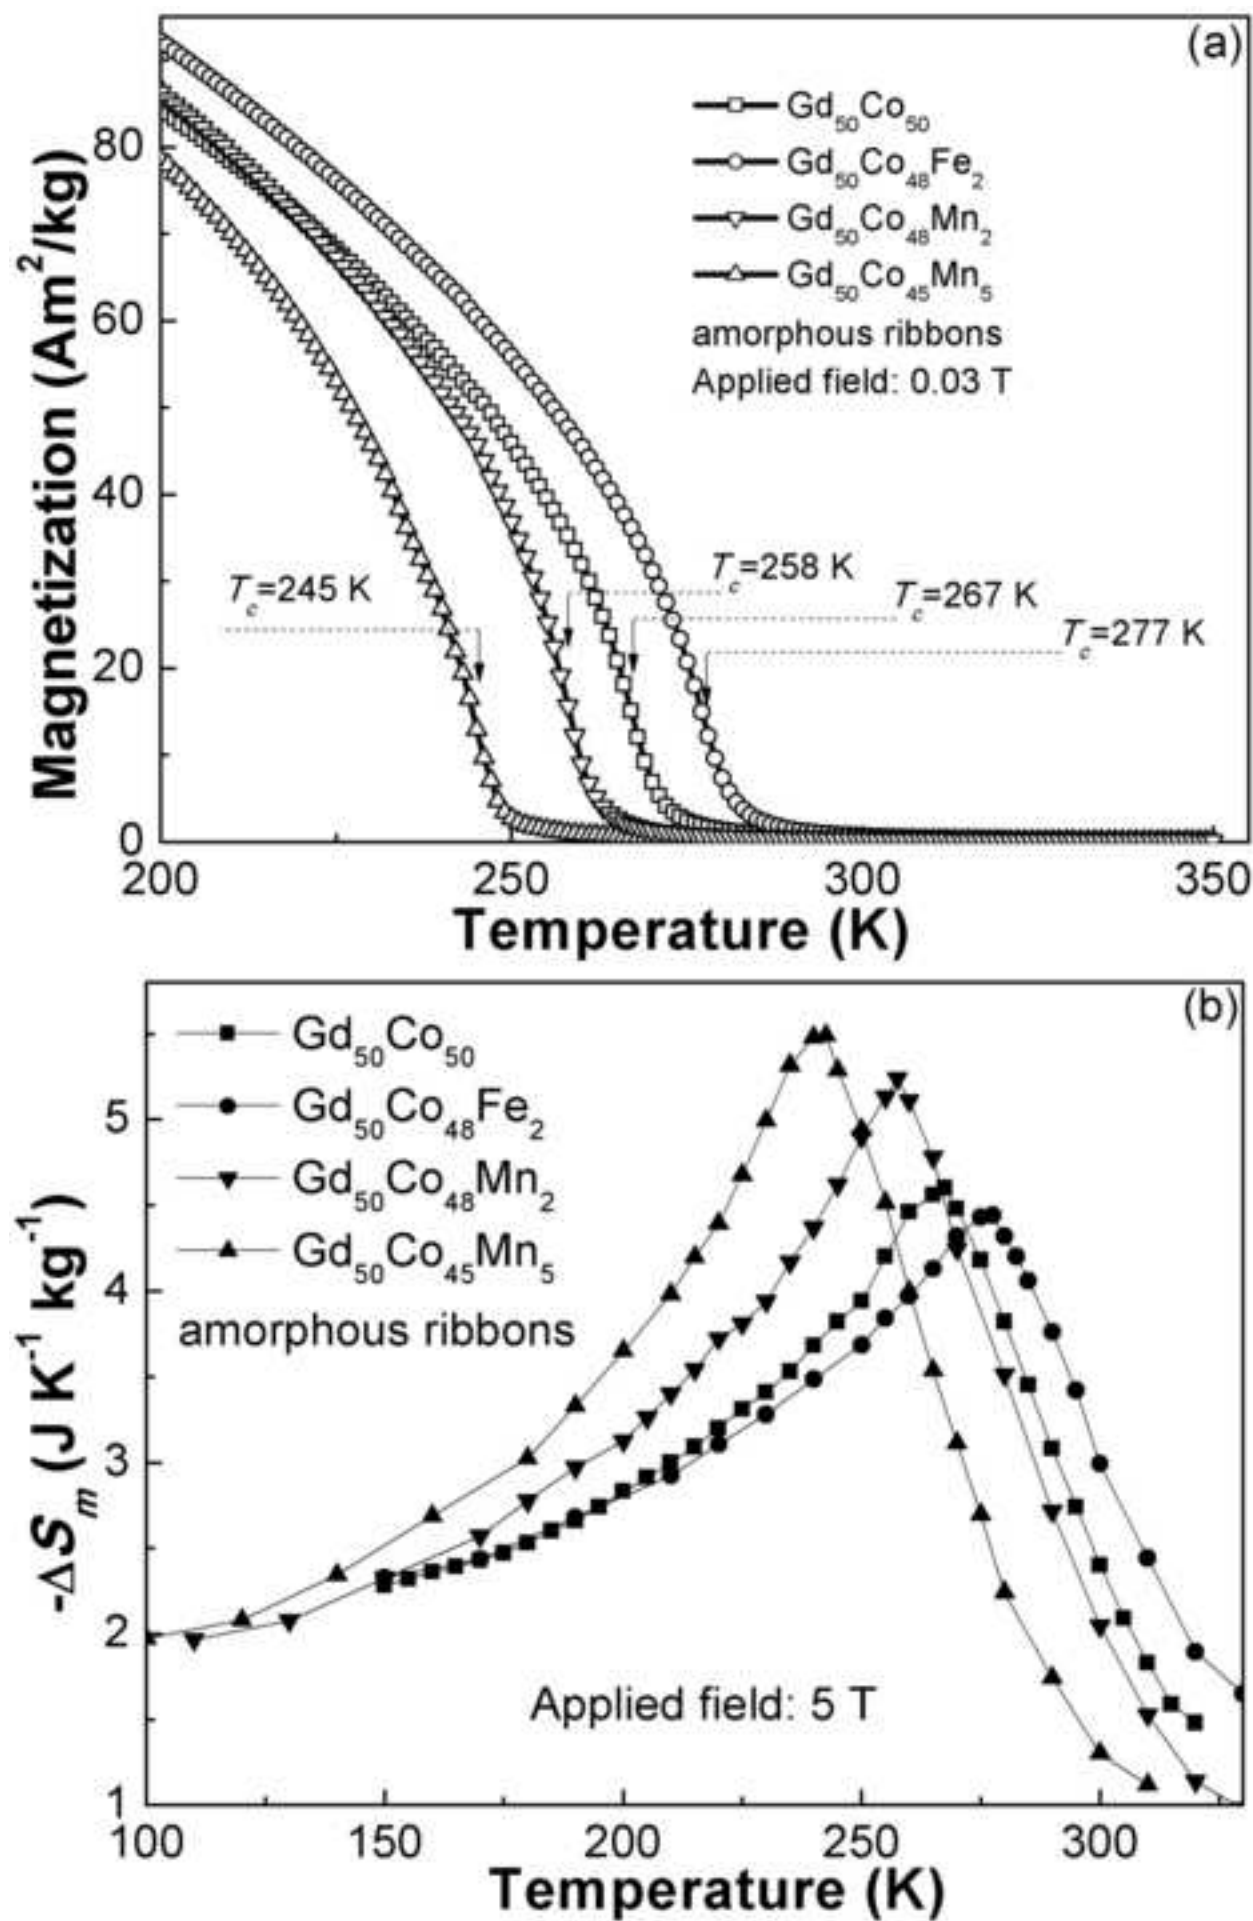 (a)
Gd50Co50
Gd50Co48Fe2
Gd50Co48Mn2
Gd50Co45Mn5
amorphous ribbons
Applied field: 0.03 T
Tc=245 K
Tc=258 K
Tc=267 K
Tc=277 K
Magnetization (Am²/kg)
80
60
40
20
0
200 250 300 350
Temperature (K)
(b)
Gd50Co50
Gd50Co48Fe2
Gd50Co48Mn2
Gd50Co45Mn5
amorphous ribbons
Applied field: 5 T
-ΔSm (J K⁻¹ kg⁻¹)
5
4
3
2
1
100 150 200 250 300
Temperature (K)